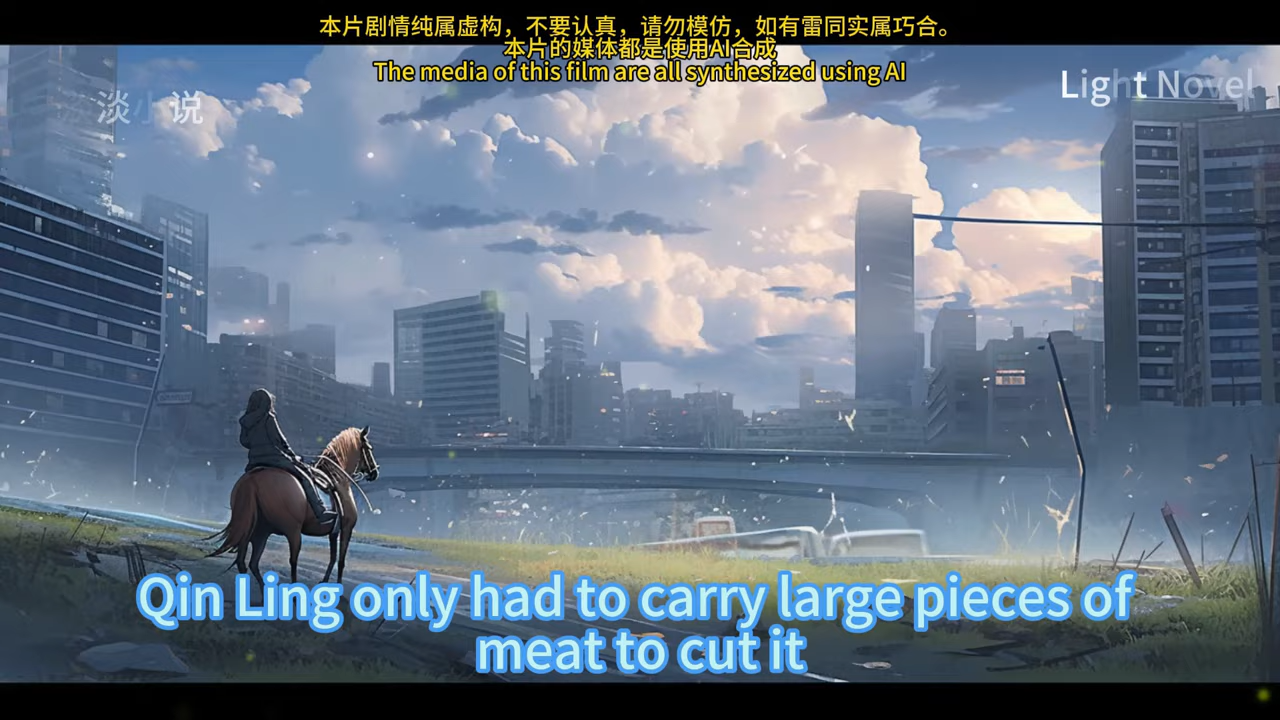 本片剧情纯属虚构，不要认真，请勿模仿，如有雷同实属巧合。
本片的媒体都是使用AI合成
The media of this film are all synthesized using AI
Light Novel
淡小说
Qin Ling only had to carry large pieces of
meat to cut it